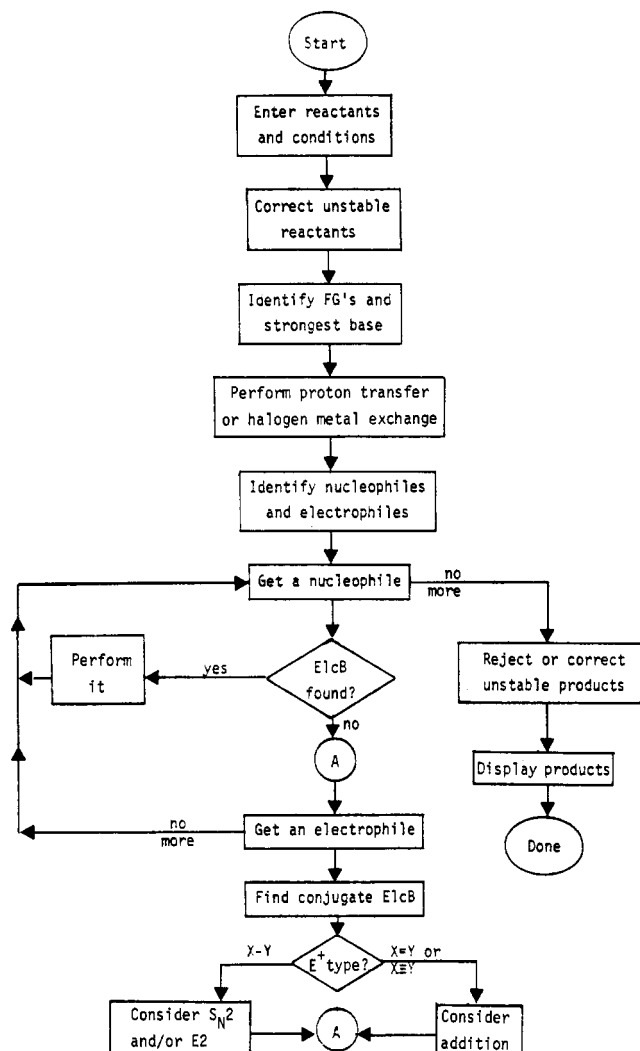 Start
Enter reactants
and conditions
Correct unstable
reactants
Identify FG's and
strongest base
Perform proton transfer
or halogen metal exchange
Identify nucleophiles
and electrophiles
Get a nucleophile
no
more
Perform
it
yes
ElcB
found?
Reject or correct
unstable products
no
A
Display products
no
more
Get an electrophile
Done
Find conjugate ElcB
X-Y
E+ type?
X=Y or
X≡Y
Consider SN2
and/or E2
A
Consider
addition